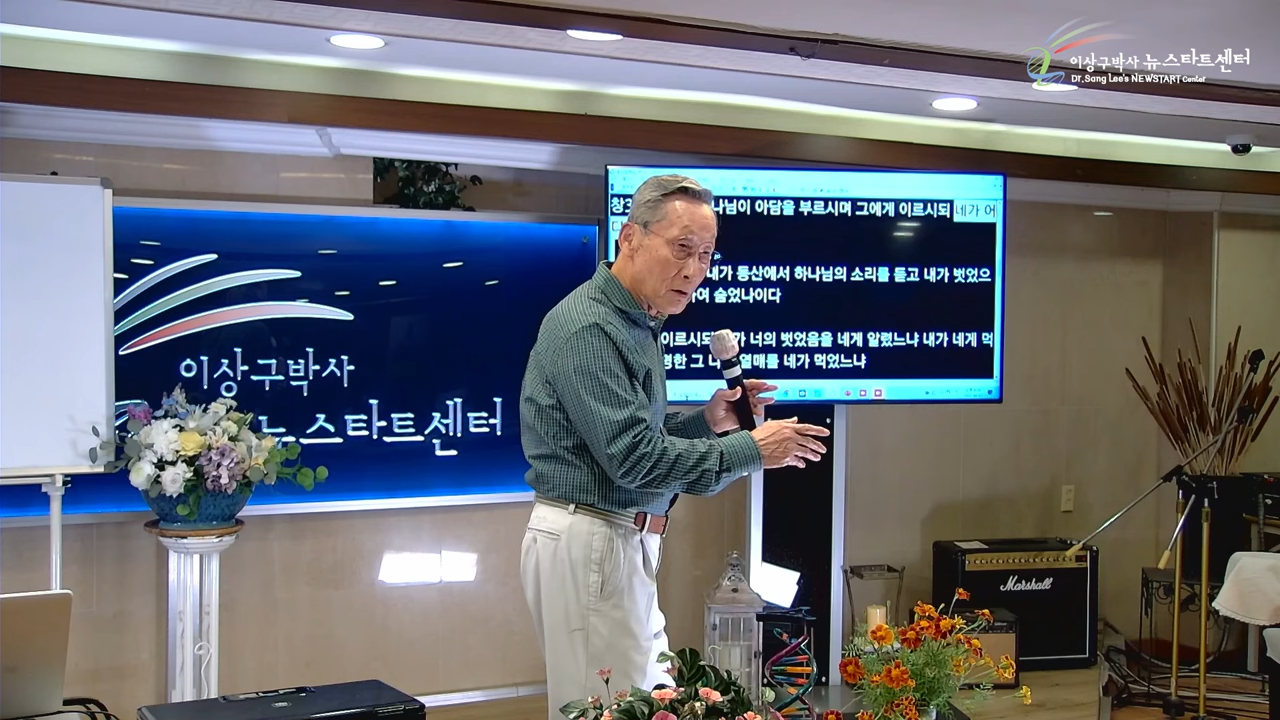 이상구박사 뉴스타트센터
Dr. Sang Lee's NEWSTART Center
창3
나님이 아담을 부르시며 그에게 이르시되 네가 어
내가 동산에서 하나님의 소리를 듣고 내가 벗었으
하여 숨었나이다
이르시되 가 너의 벗었음을 네게 알렸느냐 내가 네게 먹
명한 그 나 열매를 네가 먹었느냐
이상구박사
뉴스타트센터
Marshall